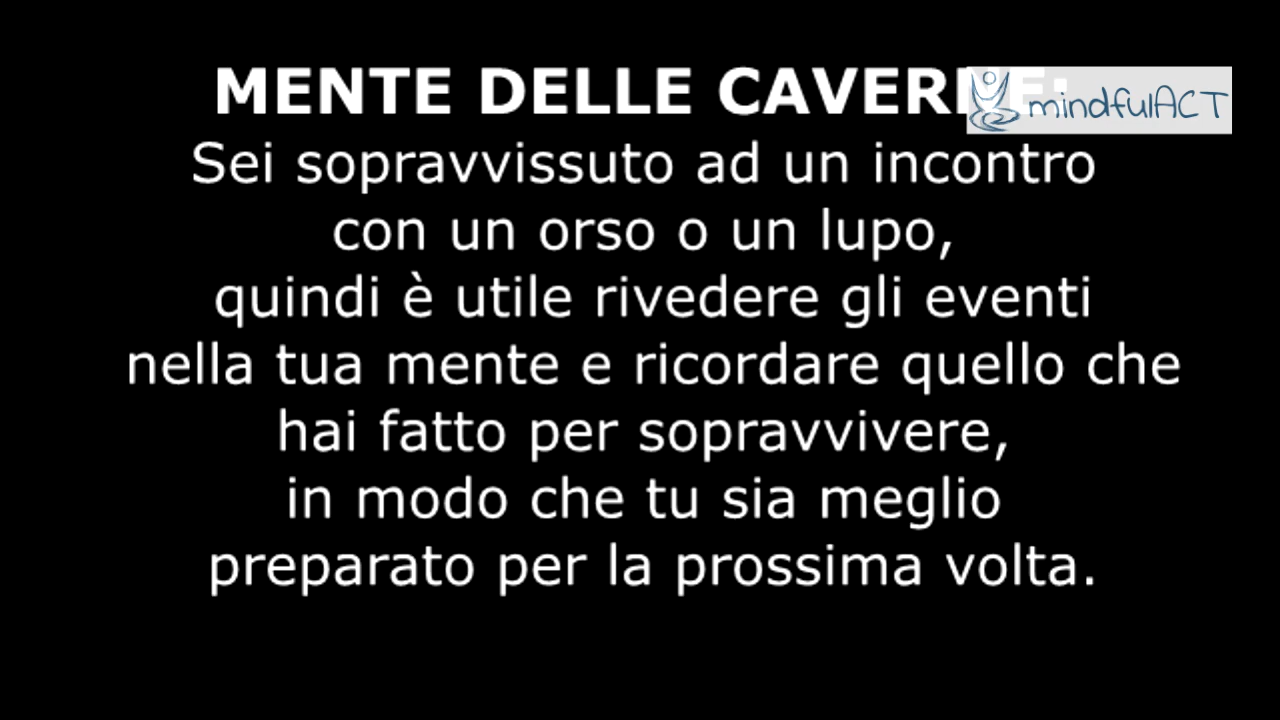 MENTE DELLE CAVERNE:
mindfulACT
Sei sopravvissuto ad un incontro
con un orso o un lupo,
quindi è utile rivedere gli eventi
nella tua mente e ricordare quello che
hai fatto per sopravvivere,
in modo che tu sia meglio
preparato per la prossima volta.